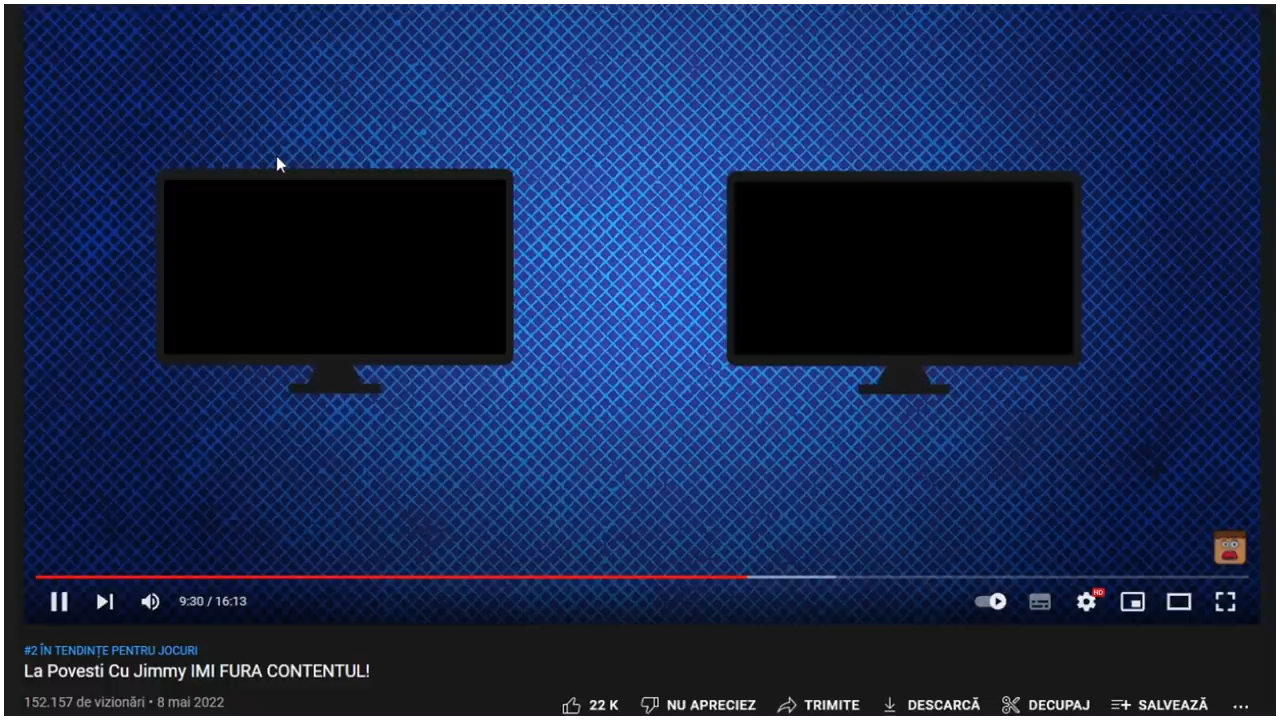 HD
9:30 / 16:13
#2 ÎN TENDINȚE PENTRU JOCURI
La Povesti Cu Jimmy IMI FURA CONTENTUL!
152.157 de vizionări • 8 mai 2022
22 K NU APRECIEZ TRIMITE DESCARCĂ DECUPAJ SALVEAZĂ